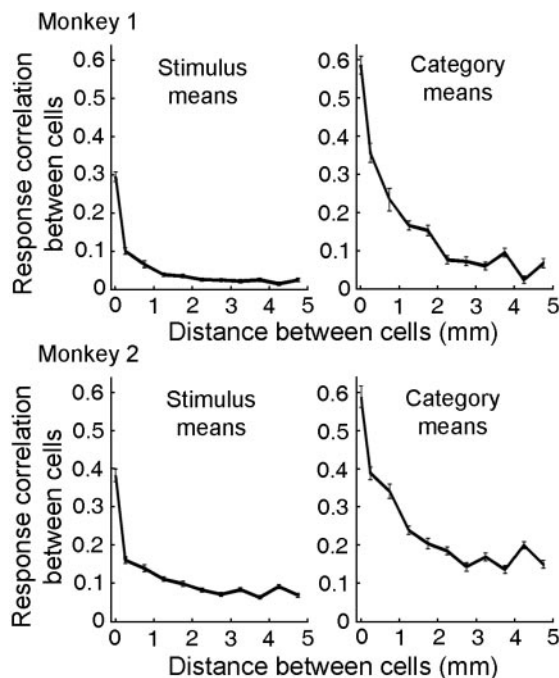 Monkey 1
Stimulus means
Category means
Response correlation between cells
0.6
0.5
0.4
0.3
0.2
0.1
0
0.6
0.5
0.4
0.3
0.2
0.1
0
0 1 2 3 4 5
0 1 2 3 4 5
Distance between cells (mm)
Monkey 2
Stimulus means
Category means
Response correlation between cells
0.6
0.5
0.4
0.3
0.2
0.1
0
0.6
0.5
0.4
0.3
0.2
0.1
0
0 1 2 3 4 5
0 1 2 3 4 5
Distance between cells (mm)